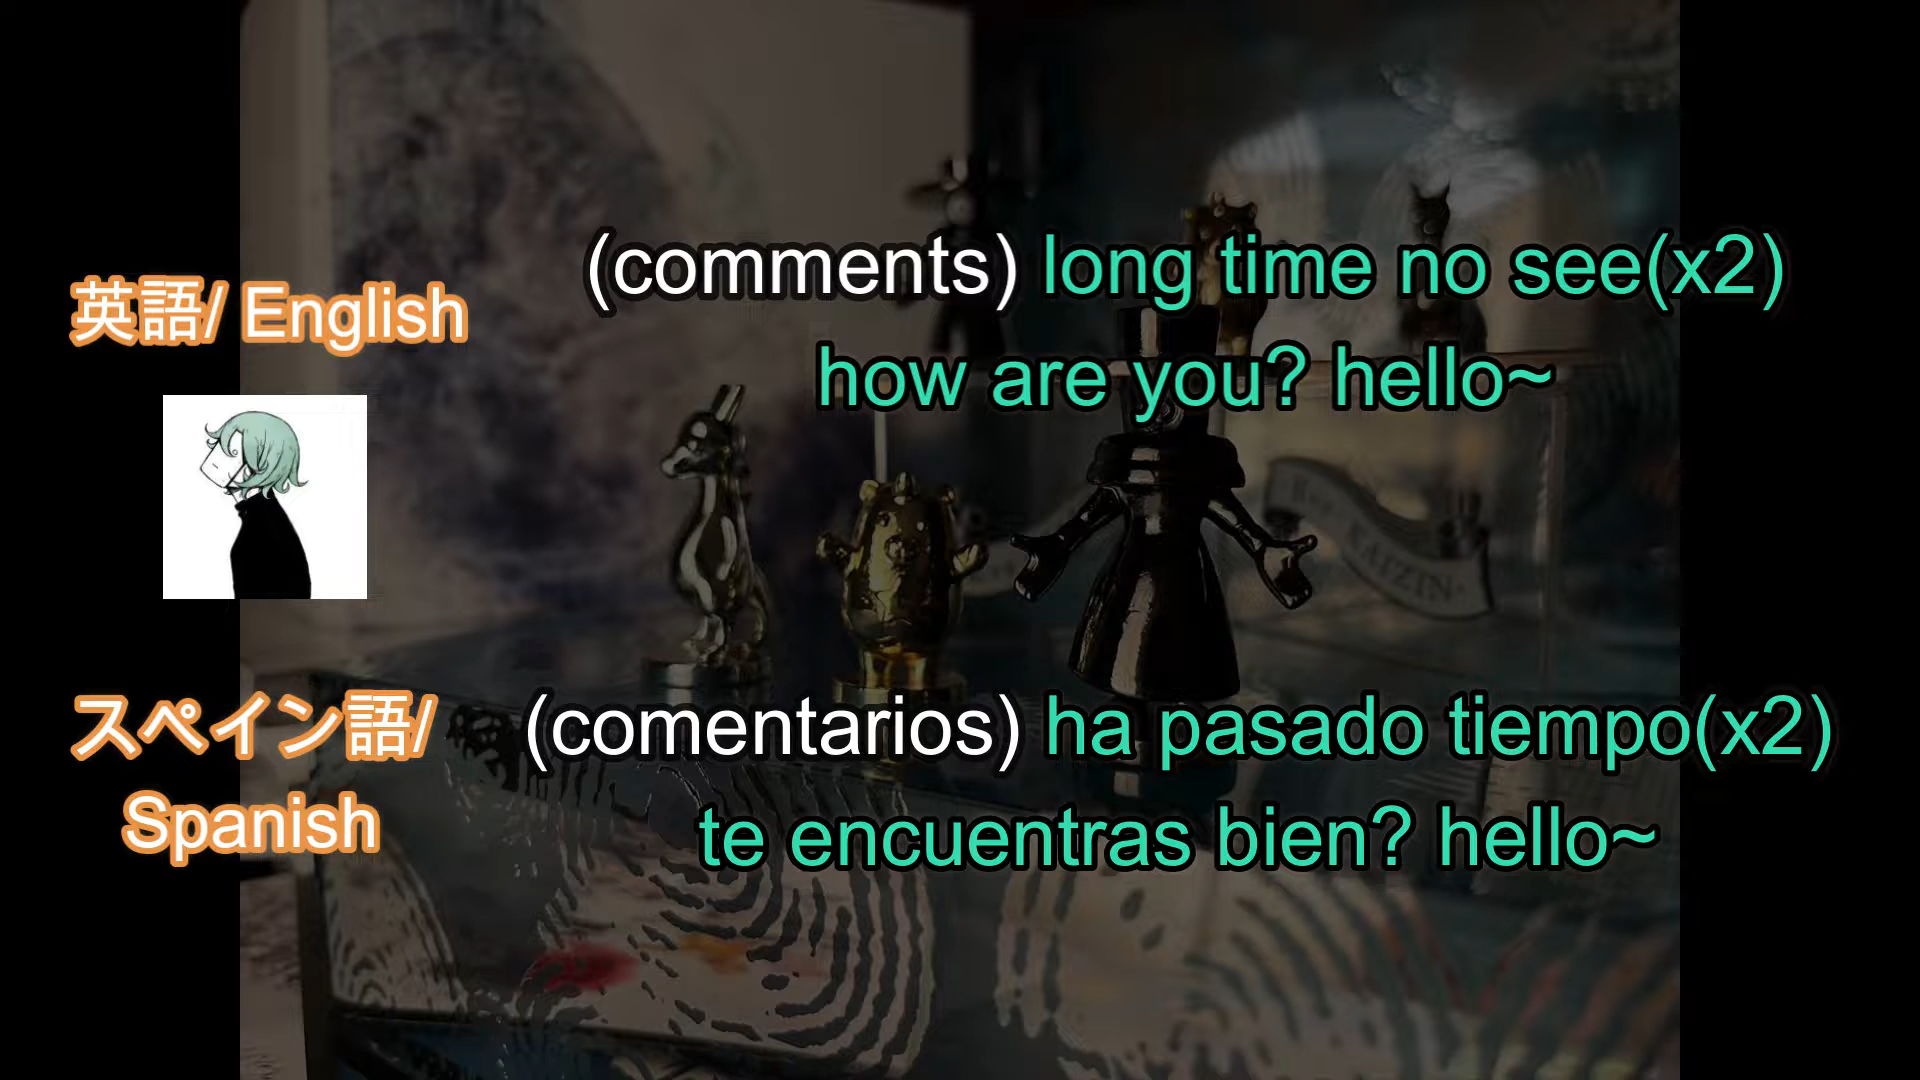 (comments) long time no see(x2)
how are you? hello~
英語/ English
スペイン語/
Spanish
(comentarios) ha pasado tiempo(x2)
te encuentras bien? hello~